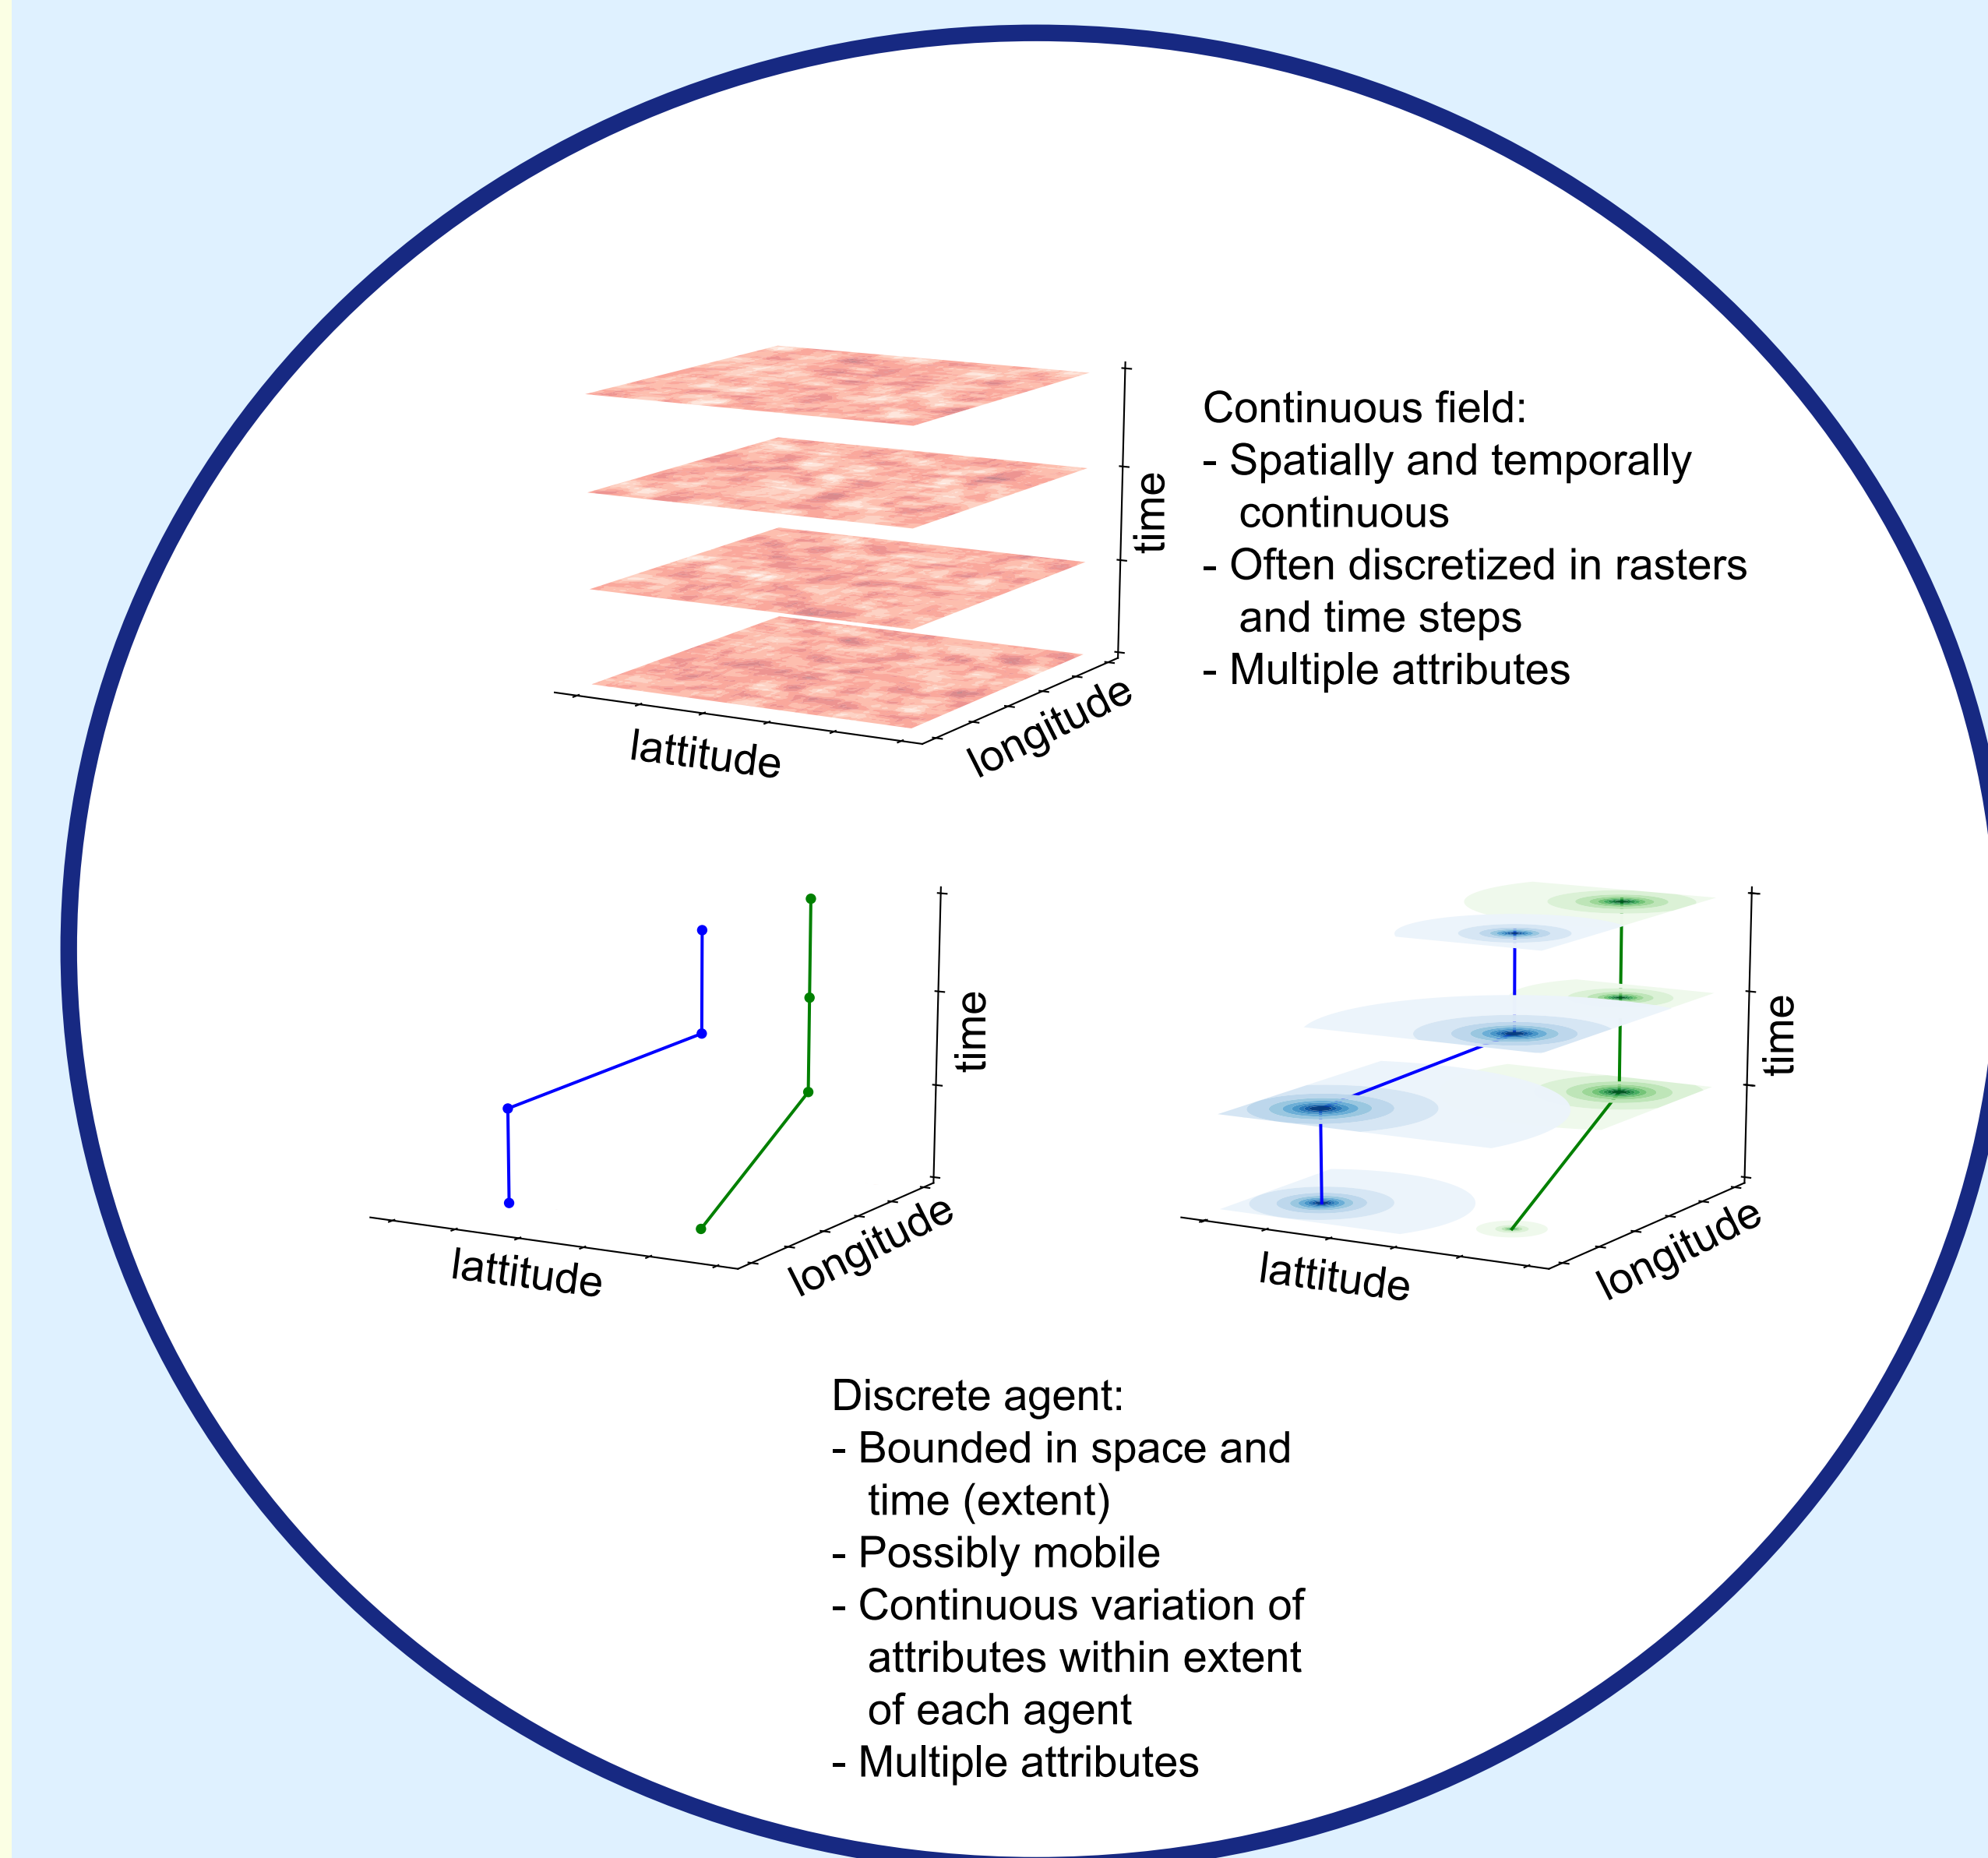 Continuous field:
- Spatially and temporally
continuous
- Often discretized in rasters
and time steps
- Multiple attributes
time
longitude
lattitude
time
longitude
lattitude
time
longitude
lattitude
Discrete agent:
- Bounded in space and
time (extent)
- Possibly mobile
- Continuous variation of
attributes within extent
of each agent
- Multiple attributes